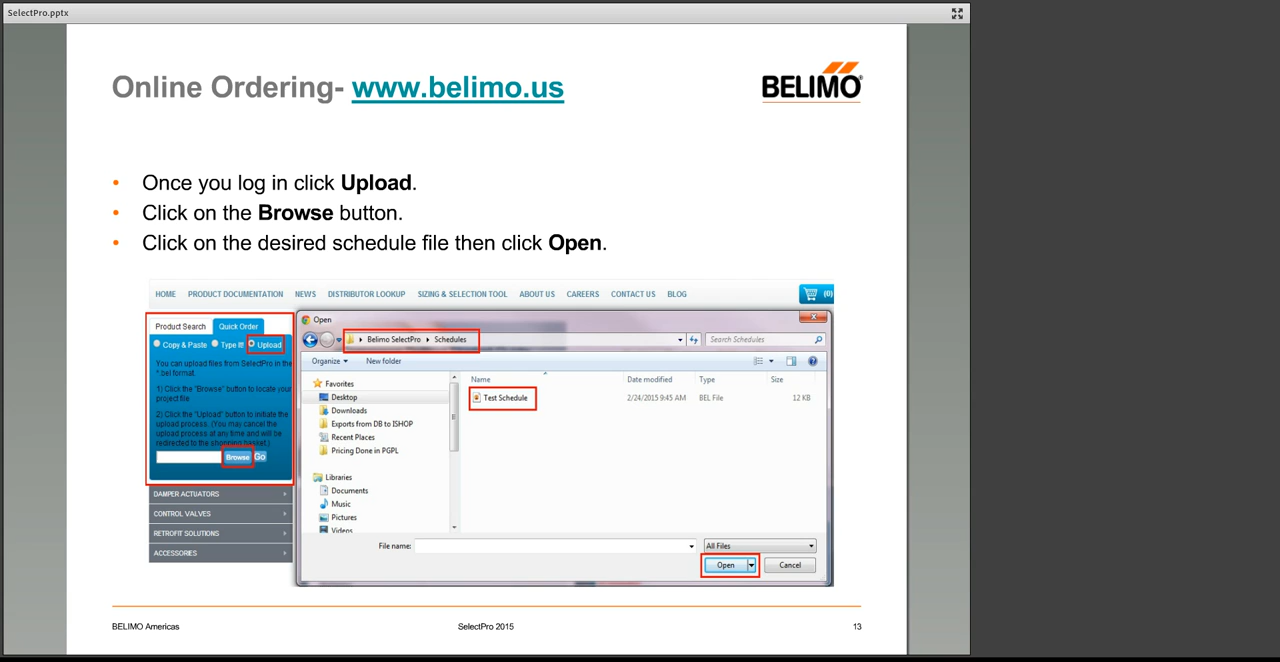 SelectPro.pptx
Online Ordering- www.belimo.us
BELIMO®
• Once you log in click Upload.
• Click on the Browse button.
• Click on the desired schedule file then click Open.
HOME PRODUCT DOCUMENTATION NEWS DISTRIBUTOR LOOKUP SIZING & SELECTION TOOL ABOUT US CAREERS CONTACT US BLOG (0)
Product Search Quick Order
Copy & Paste Type Upload
You can upload files from SelectPro in the
*.bel format.
1) Click the "Browse" button to locate your
project file
2) Click the "Upload" button to initiate the
upload process. (You may cancel the
upload process at any time and will be
redirected to the shopping basket.)
Browse Go
DAMPER ACTUATORS
CONTROL VALVES
RETROFIT SOLUTIONS
ACCESSORIES
Open
Belimo SelectPro Schedules
Search Schedules
Organize New folder
Favorites
Desktop
Downloads
Exports from DB to ISHOP
Recent Places
Pricing Done in PGPL
Libraries
Documents
Music
Pictures
Videos
Name Date modified Type Size
Test Schedule 2/24/2015 9:45 AM BEL File 12 KB
File name: All Files
Open Cancel
BELIMO Americas SelectPro 2015 13